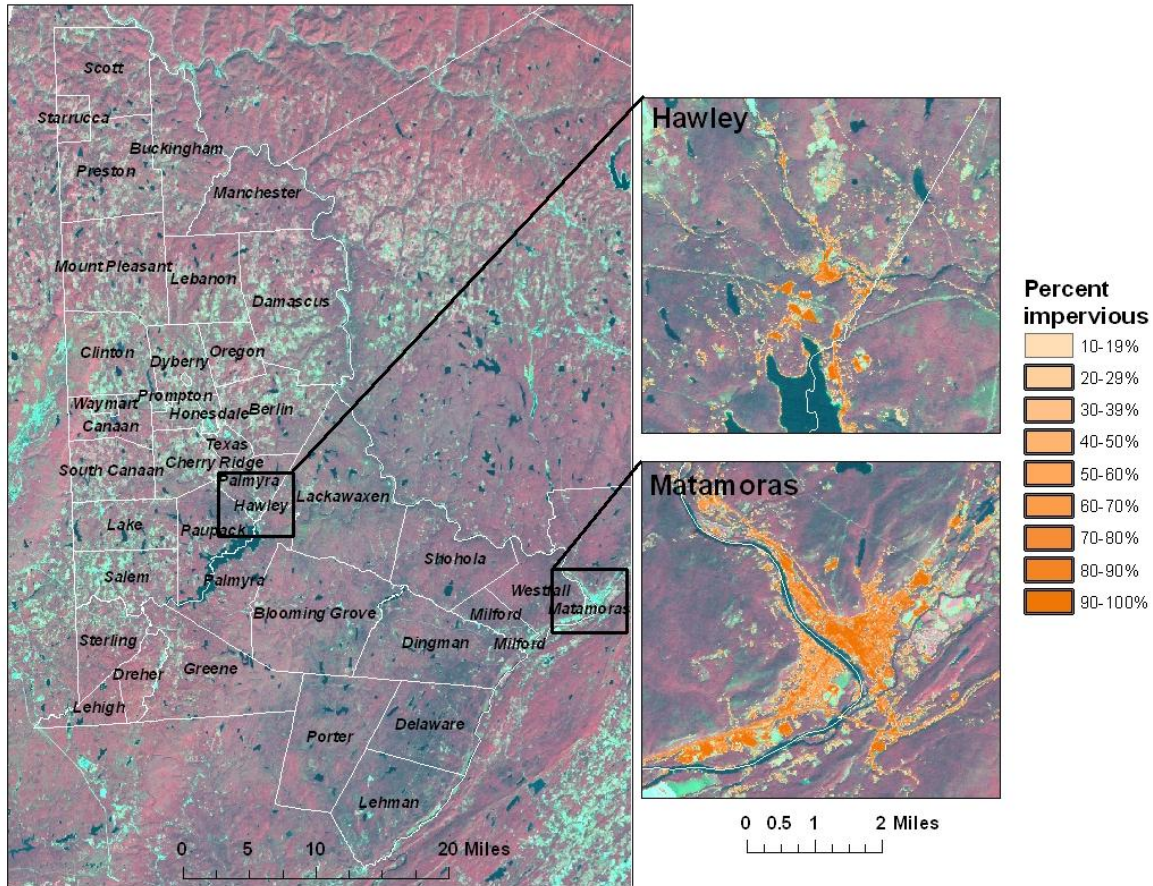 Scott
Starrucca
Buckingham
Preston
Manchester
Mount Pleasant
Lebanon
Damascus
Clinton
Dyberry
Oregon
Prompton
Waymart
Honesdale
Berlin
Canaan
Texas
South Canaan
Cherry Ridge
Palmyra
Lackawaxen
Hawley
Lake
Paupack
Shohola
Salem
Palmyra
Westfall
Matamoras
Blooming Grove
Milford
Sterling
Dingman
Milford
Dreher
Greene
Lehigh
Porter
Delaware
Lehman
0 5 10 20 Miles
Hawley
Matamoras
0 0.5 1 2 Miles
Percent
impervious
10-19%
20-29%
30-39%
40-50%
50-60%
60-70%
70-80%
80-90%
90-100%